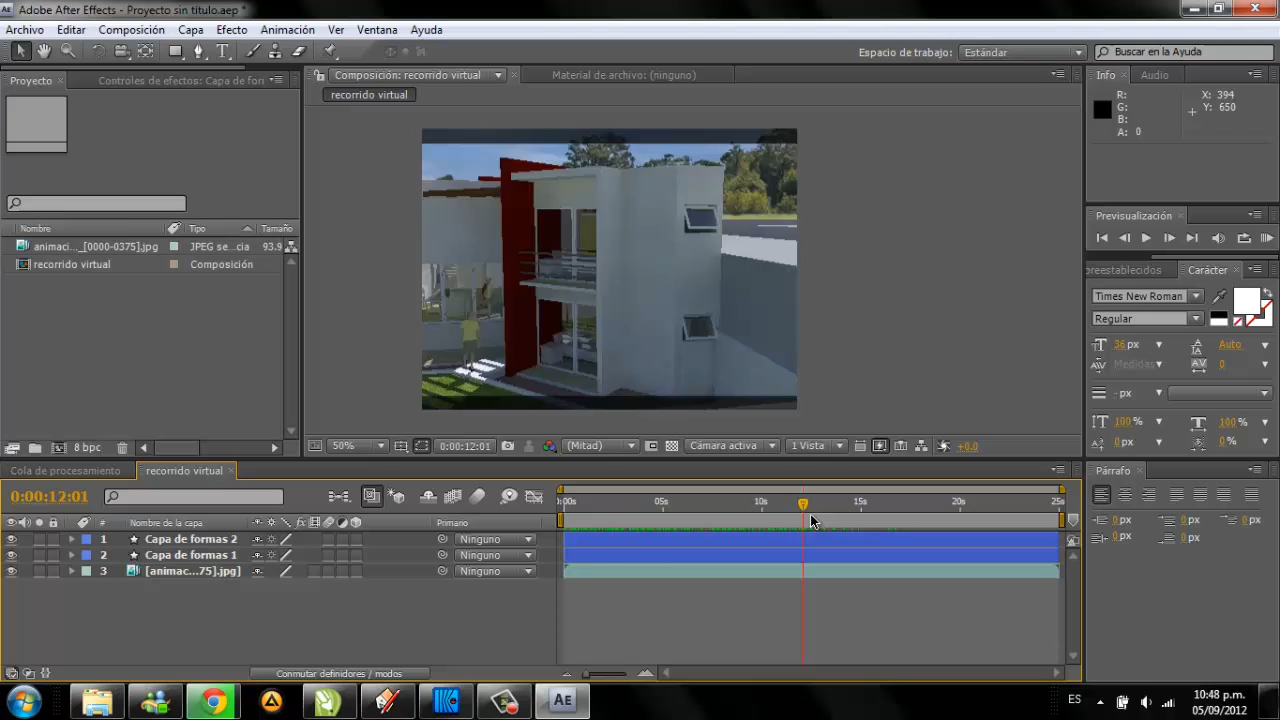 Adobe After Effects - Proyecto sin título.aep *
Archivo Editar Composición Capa Efecto Animación Ver Ventana Ayuda
Espacio de trabajo: Estándar Buscar en la Ayuda
Proyecto Controles de efectos: Capa de for
Composición: recorrido virtual Material de archivo: (ninguno)
Info Audio
recorrido virtual
R: X: 394
G: Y: 650
B:
A: 0
Previsualización
Nombre Tipo Tamaño
animaci..._[0000-0375].jpg JPEG se...cia 93.9
recorrido virtual Composición
preestablecidos Carácter
Times New Roman
Regular
36 px Auto
Medidas 0
- px
100% 100%
0 px 0 %
8 bpc
50% 0:00:12:01 (Mitad) Cámara activa 1 Vista +0.0
Cola de procesamiento recorrido virtual
Párrafo
0:00:12:01
:00s 05s 10s 15s 20s 25s
# Nombre de la capa Primario
1 Capa de formas 2 Ninguno
2 Capa de formas 1 Ninguno
3 [animac...75].jpg] Ninguno
0 px 0 px 0 px
0 px 0 px
Conmutar definidores / modos
ES 10:48 p.m.
05/09/2012
Ae